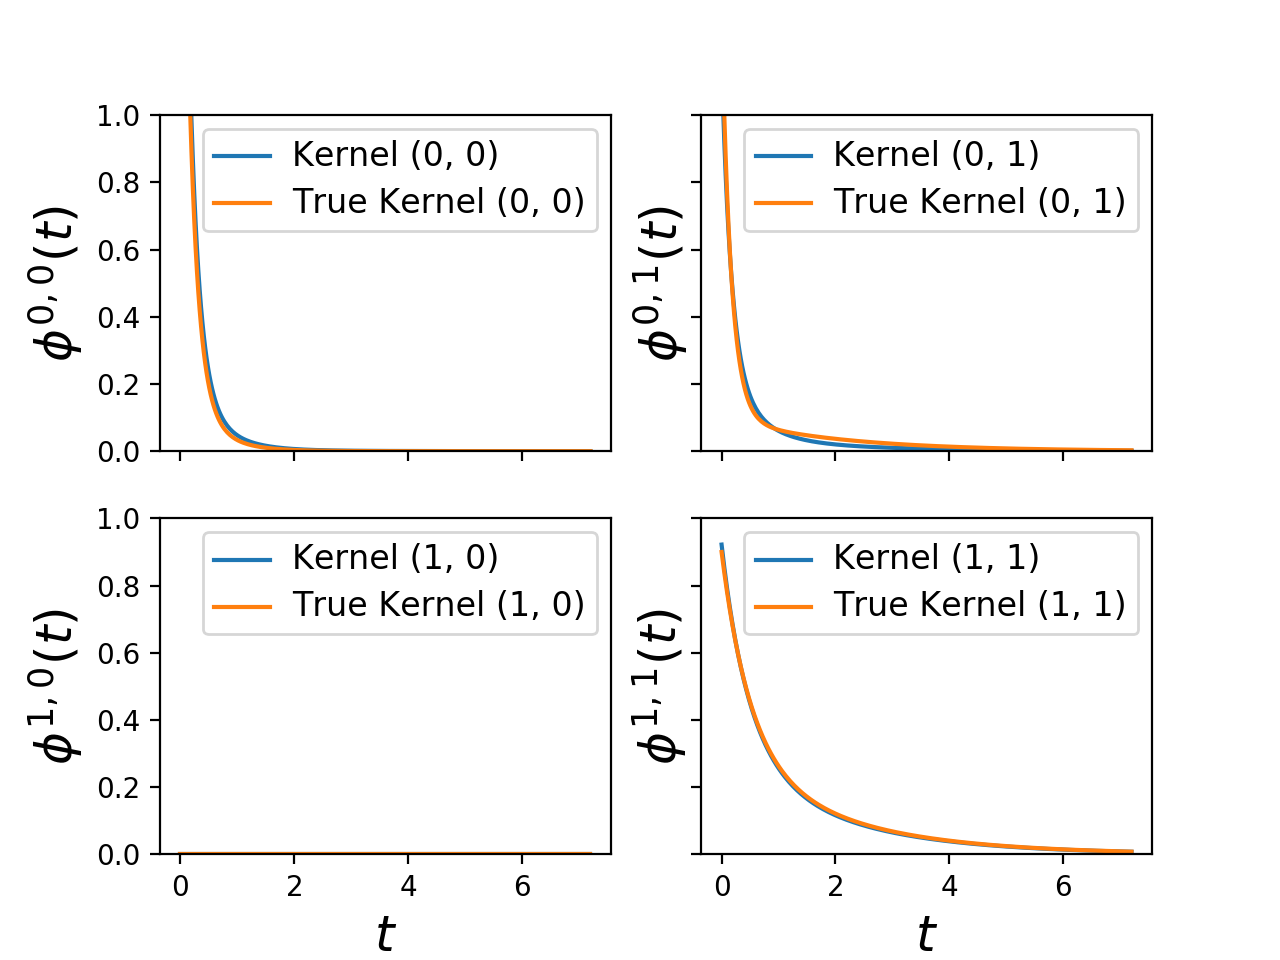 1.0
0.8
0.6
0.4
0.2
0.0
ϕ^{0,0}(t)
Kernel (0, 0)
True Kernel (0, 0)
ϕ^{0,1}(t)
Kernel (0, 1)
True Kernel (0, 1)
1.0
0.8
0.6
0.4
0.2
0.0
ϕ^{1,0}(t)
Kernel (1, 0)
True Kernel (1, 0)
0 2 4 6
t
ϕ^{1,1}(t)
Kernel (1, 1)
True Kernel (1, 1)
0 2 4 6
t